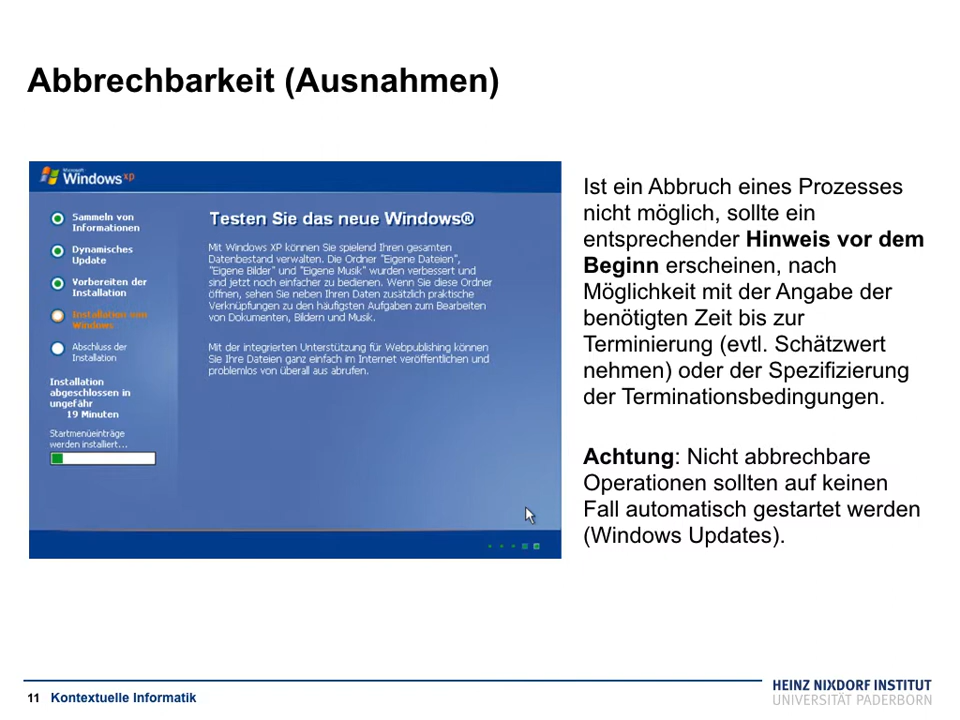 Abbrechbarkeit (Ausnahmen)
Microsoft
Windows xp
Sammeln von
Informationen
Dynamisches
Update
Vorbereiten der
Installation
Installation von
Windows
Abschluss der
Installation
Installation
abgeschlossen in
ungefähr
19 Minuten
Startmenüeinträge
werden installiert...
Testen Sie das neue Windows®
Mit Windows XP können Sie spielend Ihren gesamten
Datenbestand verwalten. Die Ordner "Eigene Dateien",
"Eigene Bilder" und "Eigene Musik" wurden verbessert und
sind jetzt noch einfacher zu bedienen. Wenn Sie diese Ordner
öffnen, sehen Sie neben Ihren Daten zusätzlich praktische
Verknüpfungen zu den häufigsten Aufgaben zum Bearbeiten
von Dokumenten, Bildern und Musik.
Mit der integrierten Unterstützung für Webpublishing können
Sie Ihre Dateien ganz einfach im Internet veröffentlichen und
problemlos von überall aus abrufen.
Ist ein Abbruch eines Prozesses
nicht möglich, sollte ein
entsprechender Hinweis vor dem
Beginn erscheinen, nach
Möglichkeit mit der Angabe der
benötigten Zeit bis zur
Terminierung (evtl. Schätzwert
nehmen) oder der Spezifizierung
der Terminationsbedingungen.
Achtung: Nicht abbrechbare
Operationen sollten auf keinen
Fall automatisch gestartet werden
(Windows Updates).
11 Kontextuelle Informatik
HEINZ NIXDORF INSTITUT
UNIVERSITÄT PADERBORN